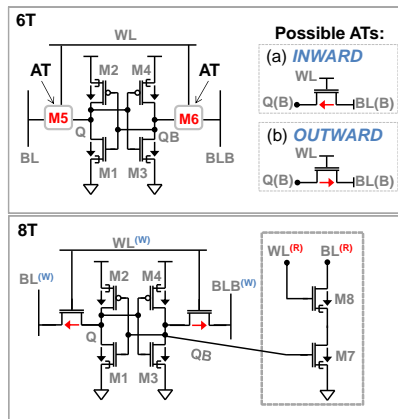 6T
Possible ATs:
WL
(a) INWARD
AT
M2
M4
AT
WL
M5
M6
Q(B)
BL(B)
Q
QB
(b) OUTWARD
BL
BLB
WL
M1
M3
Q(B)
BL(B)
8T
WL(W)
WL(R)
BL(R)
BL(W)
M2
M4
BLB(W)
M8
Q
QB
M7
M1
M3